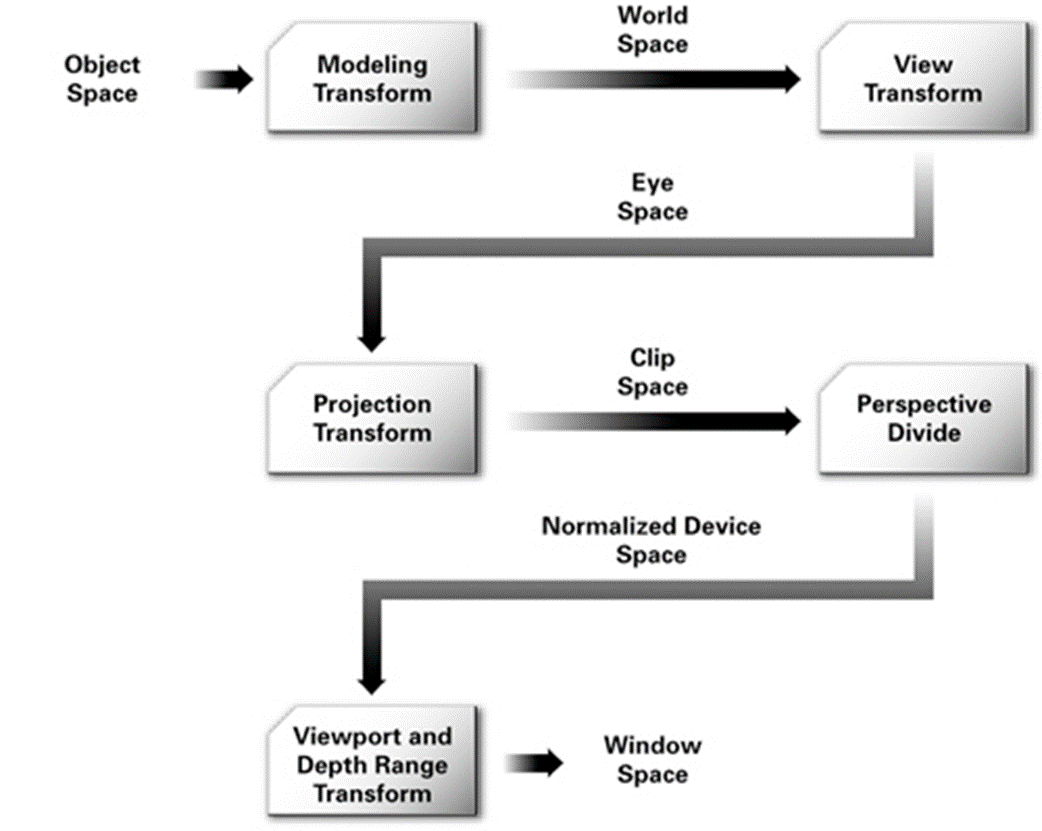 Object
Space
Modeling
Transform
World
Space
View
Transform
Eye
Space
Projection
Transform
Clip
Space
Perspective
Divide
Normalized Device
Space
Viewport and
Depth Range
Transform
Window
Space